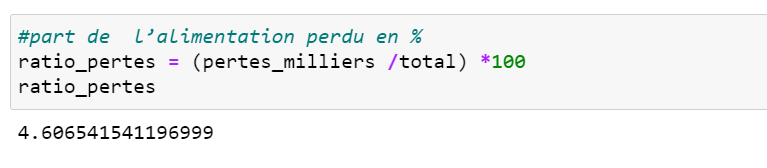 #part de  l’alimentation perdu en %
ratio_pertes = (pertes_milliers /total) *100
ratio_pertes
4.606541541196999